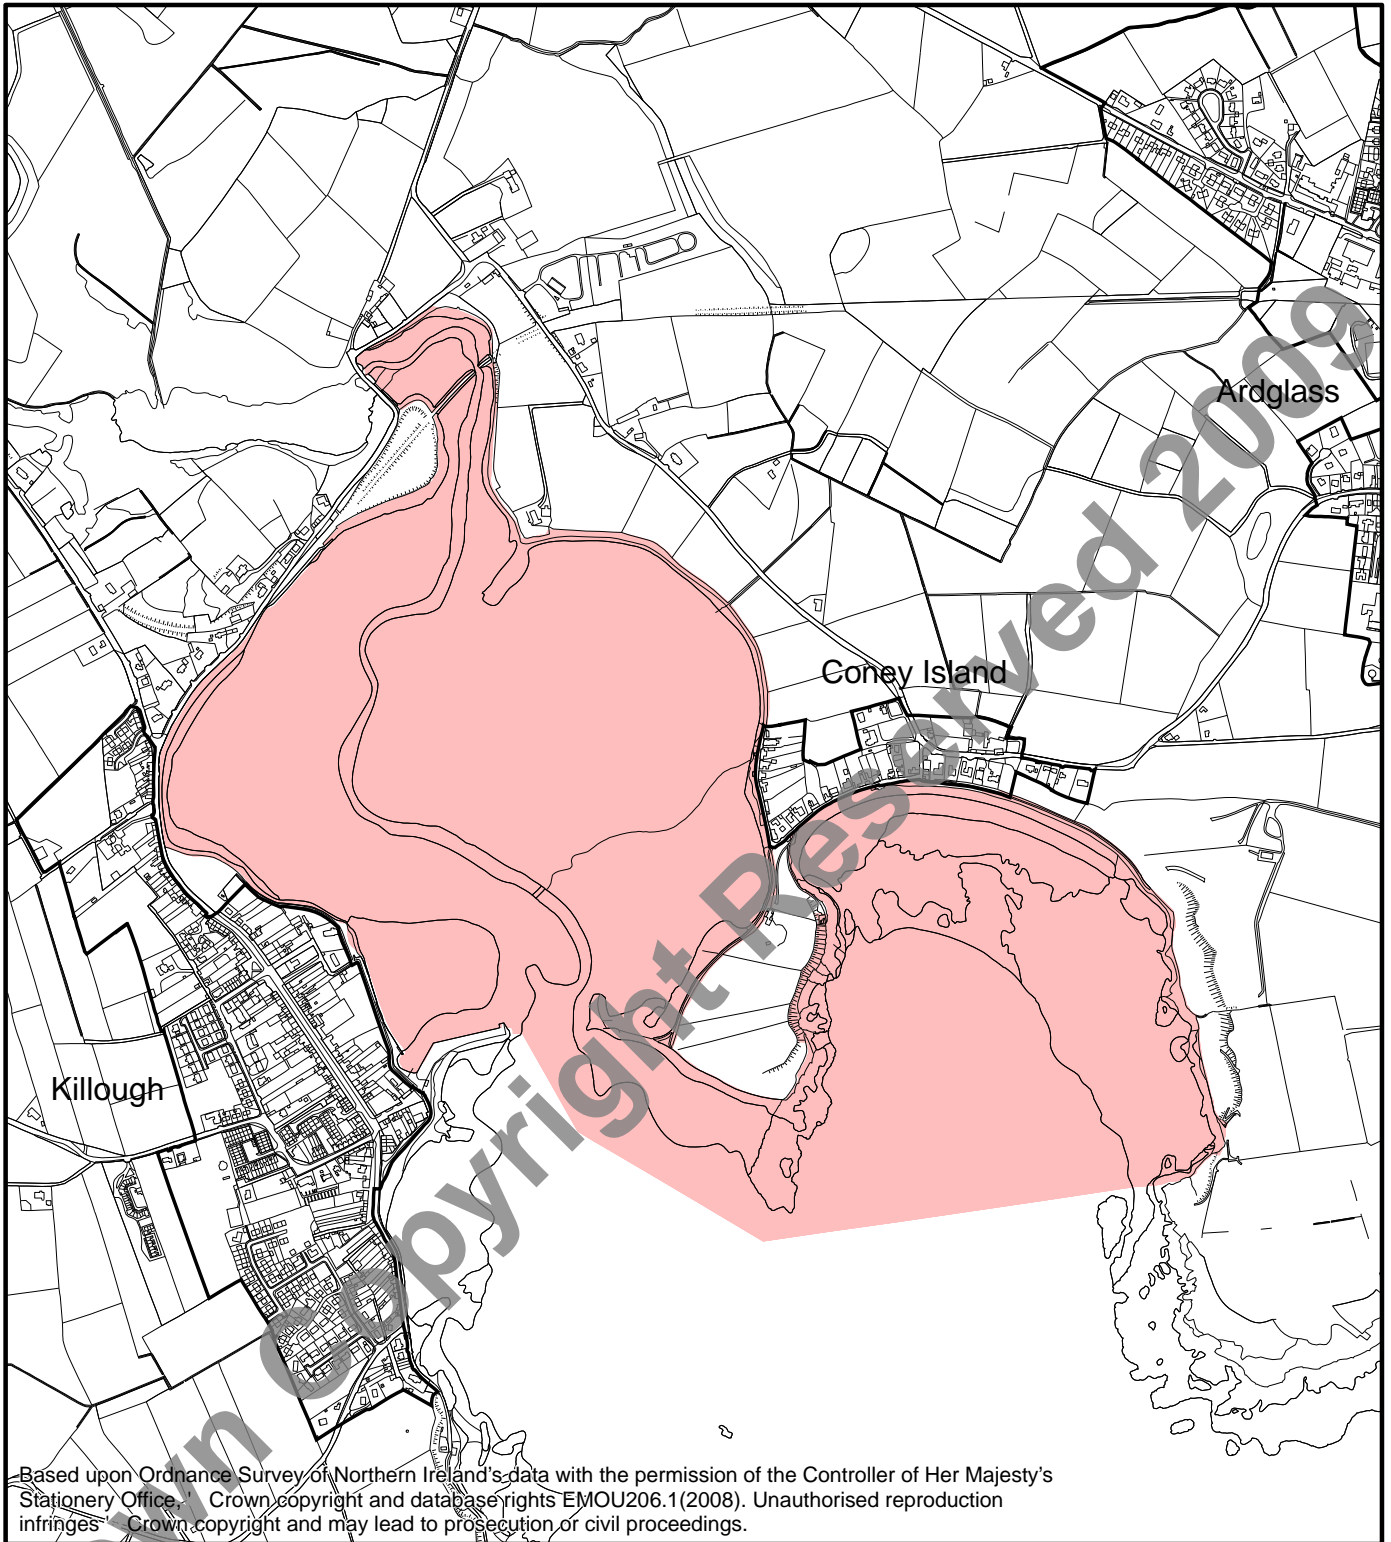 Ardglass
Coney Island
Killough
wn Copyright Reserved 2009
Based upon Ordnance Survey of Northern Ireland's data with the permission of the Controller of Her Majesty's
Stationery Office, ' Crown copyright and database rights EMOU206.1(2008). Unauthorised reproduction
infringes ' Crown copyright and may lead to prosecution or civil proceedings.